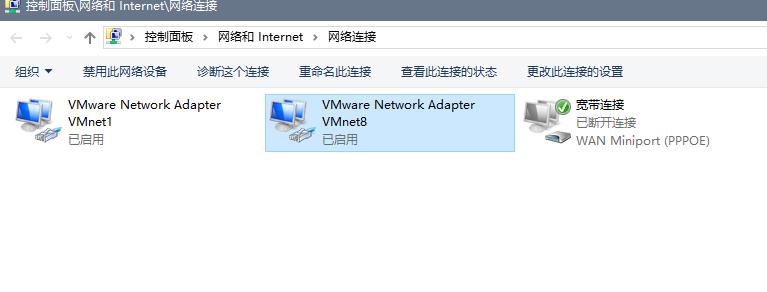 控制面板\网络和 Internet\网络连接
控制面板 > 网络和 Internet > 网络连接
组织 禁用此网络设备 诊断这个连接 重命名此连接 查看此连接的状态 更改此连接的设置
VMware Network Adapter
VMnet1
已启用
VMware Network Adapter
VMnet8
已启用
宽带连接
已断开连接
WAN Miniport (PPPOE)